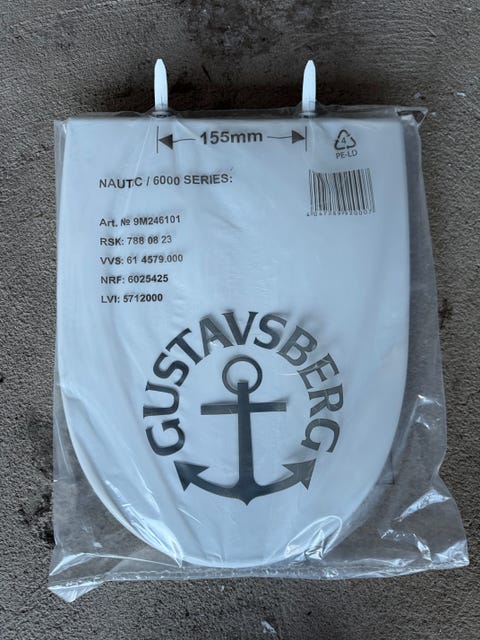 155mm
4
PE-LD
NAUTC / 6000 SERIES:
Art. № 9M246101
RSK: 788 08 23
VVS: 61 4579.000
NRF: 6025425
LVI: 5712000
GUSTAVSBERG